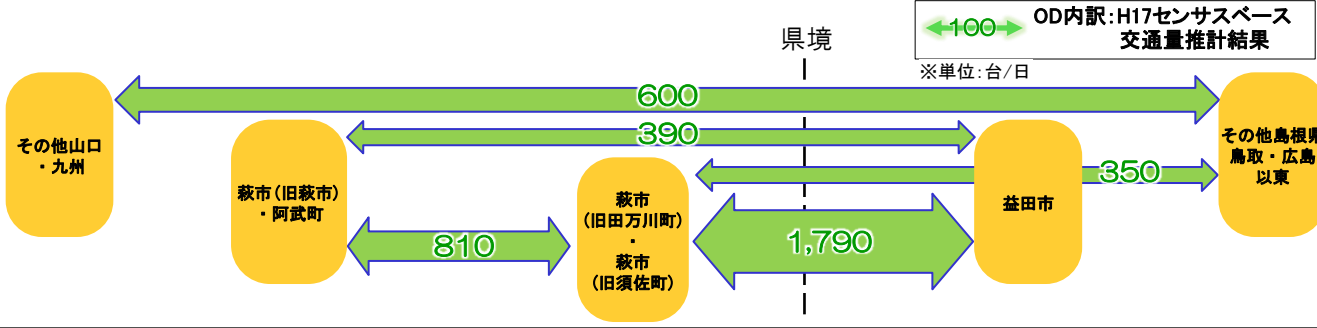 県境
100
OD内訳:H17センサスベース
交通量推計結果
※単位:台/日
600
390
350
810
1,790
その他山口
・九州
萩市(旧萩市)
・阿武町
萩市
(旧田万川町)
・
萩市
(旧須佐町)
益田市
その他島根県
鳥取・広島
以東